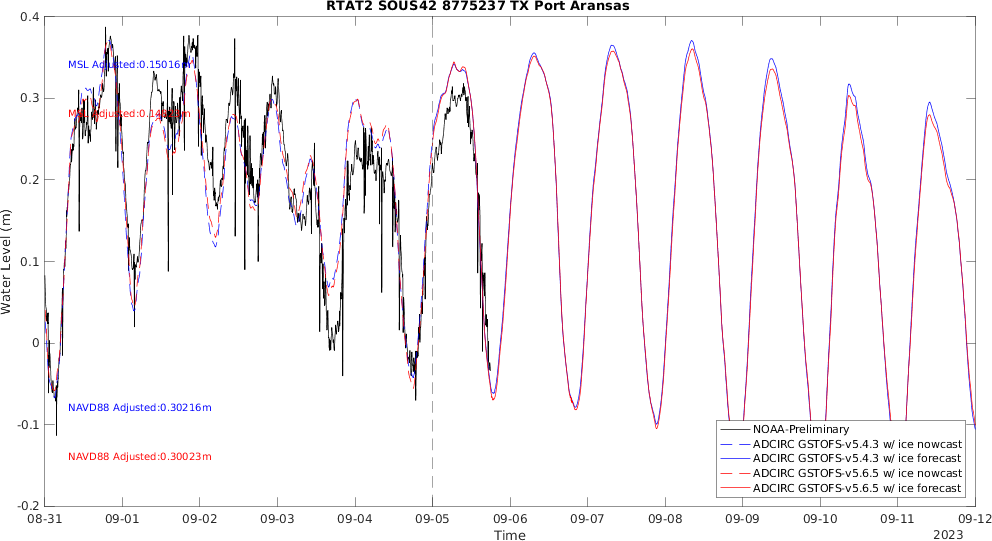 RTAT2 SOUS42 8775237 TX Port Aransas
0.4
0.3
0.2
0.1
0
-0.1
-0.2
Water Level (m)
MSL Adjusted:0.15016m
Adjusted:
NAVD88 Adjusted:0.30216m
NAVD88 Adjusted:0.30023m
NOAA-Preliminary
ADCIRC GSTOFS-v5.4.3 w/ ice nowcast
ADCIRC GSTOFS-v5.4.3 w/ ice forecast
ADCIRC GSTOFS-v5.6.5 w/ ice nowcast
ADCIRC GSTOFS-v5.6.5 w/ ice forecast
08-31 09-01 09-02 09-03 09-04 09-05 09-06 09-07 09-08 09-09 09-10 09-11 09-12
Time
2023